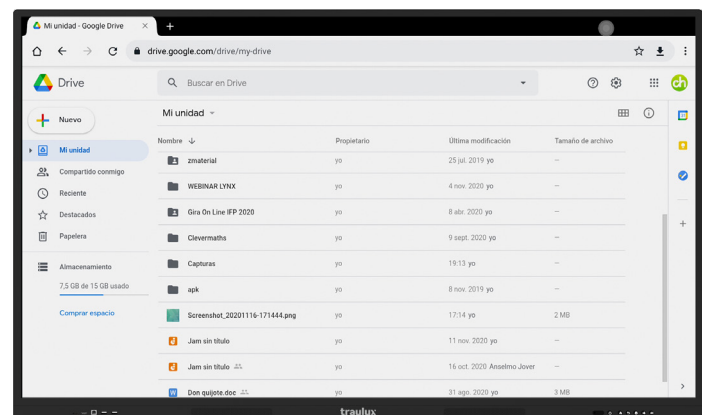 Mi unidad - Google Drive
drive.google.com/drive/my-drive
Drive
Buscar en Drive
Nuevo
Mi unidad
Mi unidad
Compartido conmigo
Reciente
Destacados
Papelera
Almacenamiento
7,5 GB de 15 GB usado
Comprar espacio
Nombre Propietario Última modificación Tamaño de archivo
zmaterial yo 25 jul. 2019 yo –
WEBINAR LYNX yo 4 nov. 2020 yo –
Gira On Line IFP 2020 yo 8 abr. 2020 yo –
Clevermaths yo 9 sept. 2020 yo –
Capturas yo 19:13 yo –
apk yo 8 nov. 2019 yo –
Screenshot_20201116-171444.png yo 17:14 yo 2 MB
Jam sin título yo 11 nov. 2020 yo –
Jam sin título yo 16 oct. 2020 Anselmo Jover –
Don quijote.doc yo 31 ago. 2020 yo 3 MB
traulux